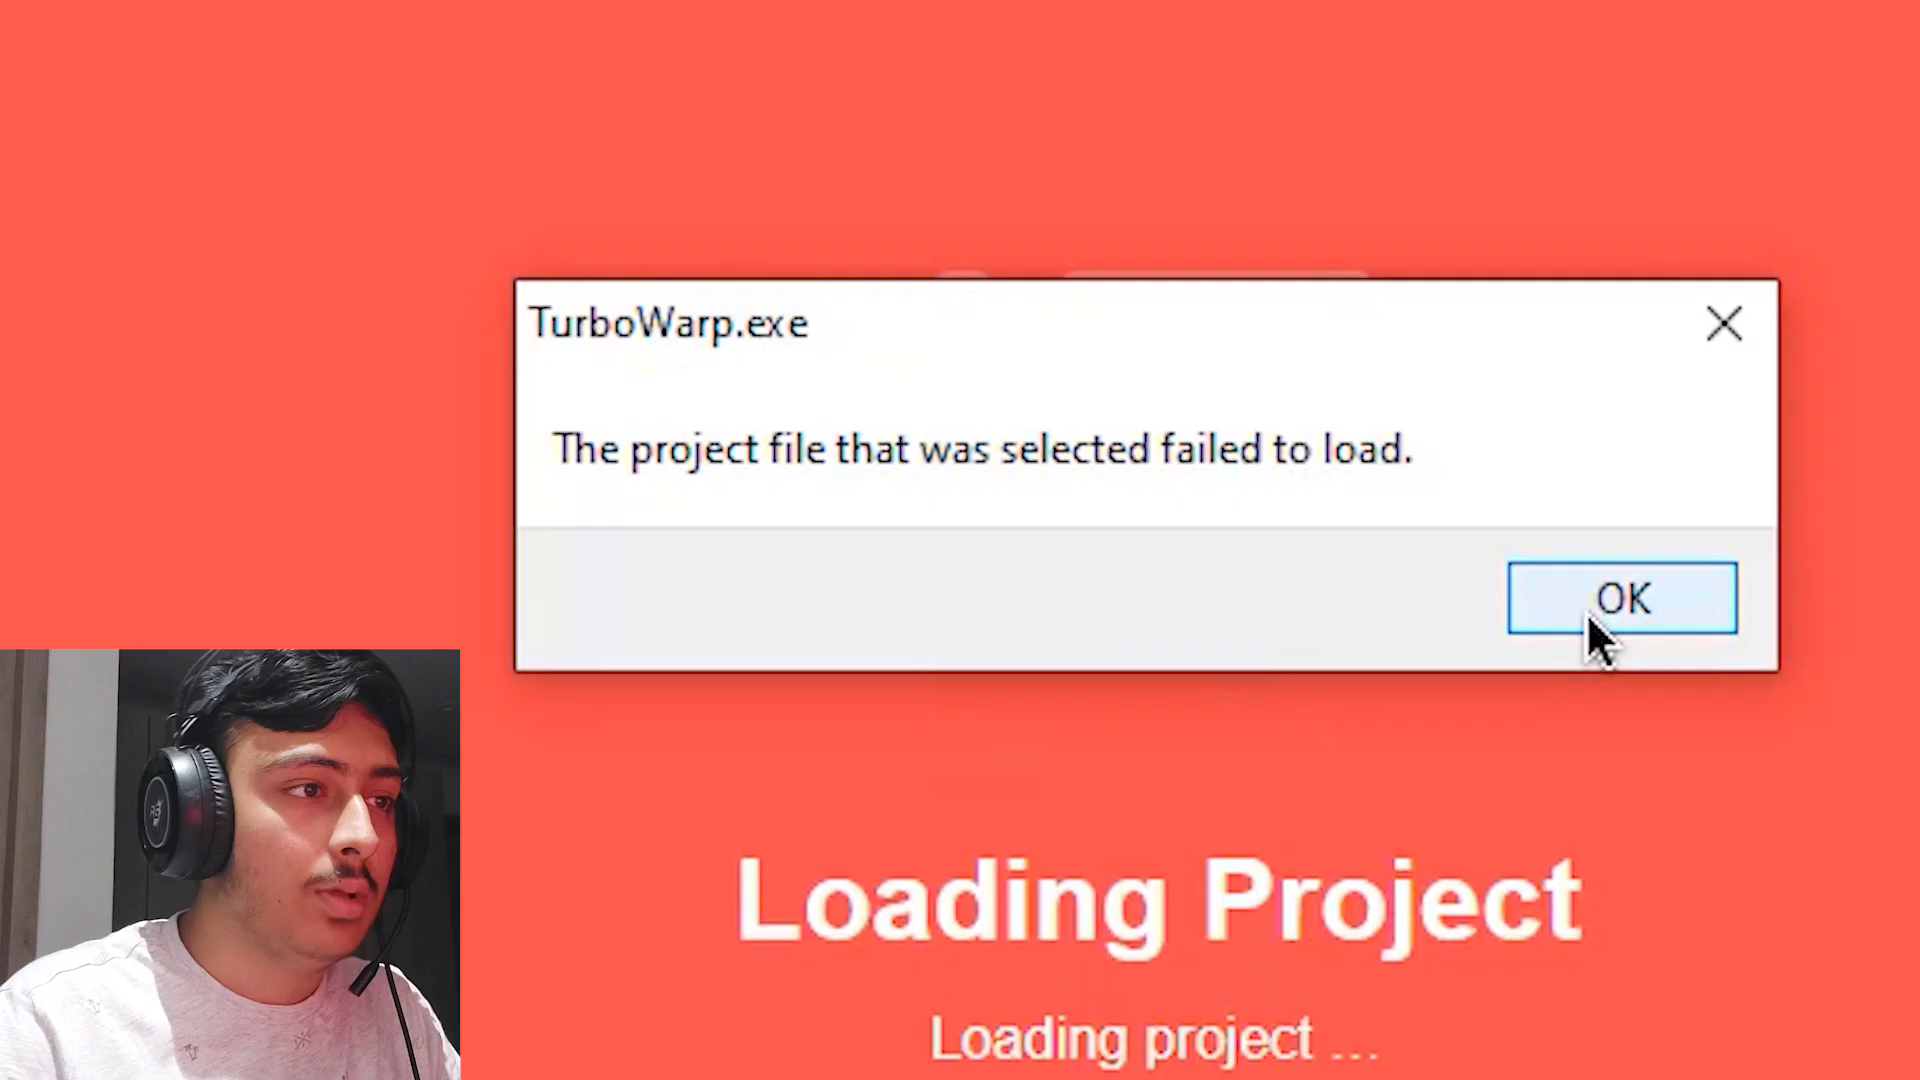 TurboWarp.exe
The project file that was selected failed to load.
OK
Loading Project
Loading project ...